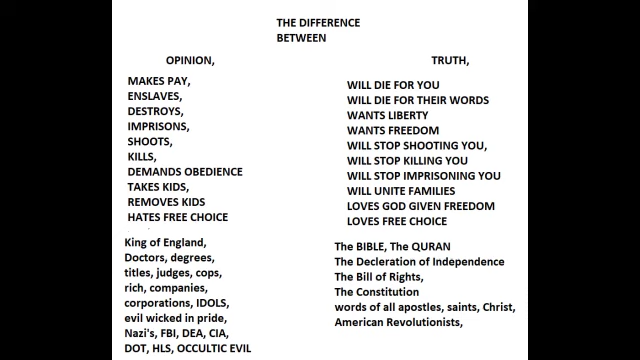 THE DIFFERENCE
BETWEEN
OPINION,
MAKES PAY,
ENSLAVES,
DESTROYS,
IMPRISONS,
SHOOTS,
KILLS,
DEMANDS OBEDIENCE
TAKES KIDS,
REMOVES KIDS
HATES FREE CHOICE
King of England,
Doctors, degrees,
titles, judges, cops,
rich, companies,
corporations, IDOLS,
evil wicked in pride,
Nazi's, FBI, DEA, CIA,
DOT, HLS, OCCULTIC EVIL
TRUTH,
WILL DIE FOR YOU
WILL DIE FOR THEIR WORDS
WANTS LIBERTY
WANTS FREEDOM
WILL STOP SHOOTING YOU,
WILL STOP KILLING YOU
WILL STOP IMPRISONING YOU
WILL UNITE FAMILIES
LOVES GOD GIVEN FREEDOM
LOVES FREE CHOICE
The BIBLE, The QURAN
The Decleration of Independence
The Bill of Rights,
The Constitution
words of all apostles, saints, Christ,
American Revolutionists,